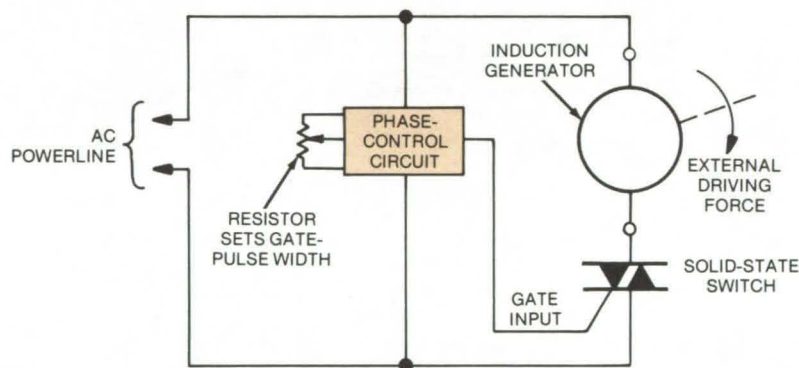 INDUCTION
GENERATOR
AC
POWERLINE
PHASE-
CONTROL
CIRCUIT
EXTERNAL
DRIVING
FORCE
RESISTOR
SETS GATE-
PULSE WIDTH
GATE
INPUT
SOLID-STATE
SWITCH